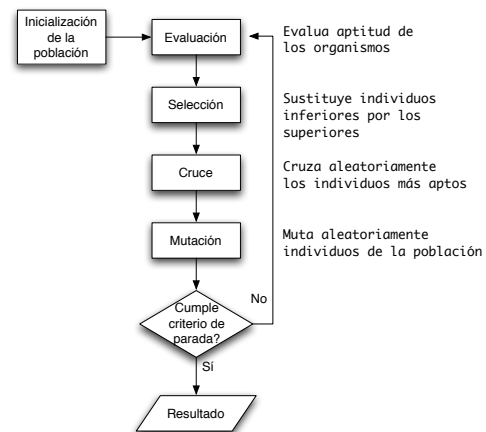 Inicialización
de la
población
Evaluación
Evalua aptitud de
los organismos
Selección
Sustituye individuos
inferiores por los
superiores
Cruce
Cruza aleatoriamente
los individuos más aptos
Mutación
Muta aleatoriamente
individuos de la población
Cumple
criterio de
parada?
No
Sí
Resultado